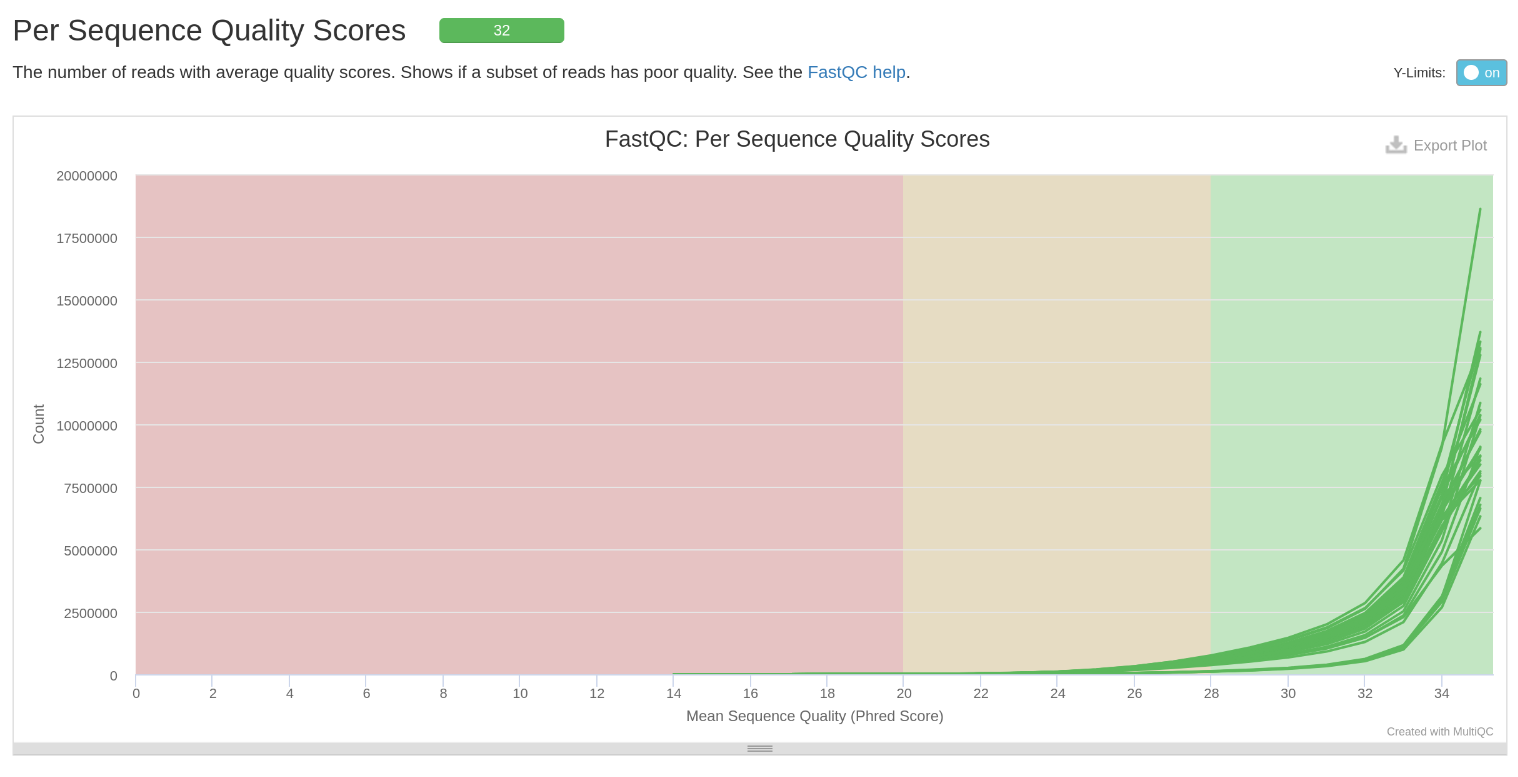 Per Sequence Quality Scores 32
The number of reads with average quality scores. Shows if a subset of reads has poor quality. See the FastQC help.
Y-Limits: on
FastQC: Per Sequence Quality Scores
Export Plot
20000000
17500000
15000000
12500000
10000000
7500000
5000000
2500000
0
Count
0 2 4 6 8 10 12 14 16 18 20 22 24 26 28 30 32 34
Mean Sequence Quality (Phred Score)
Created with MultiQC